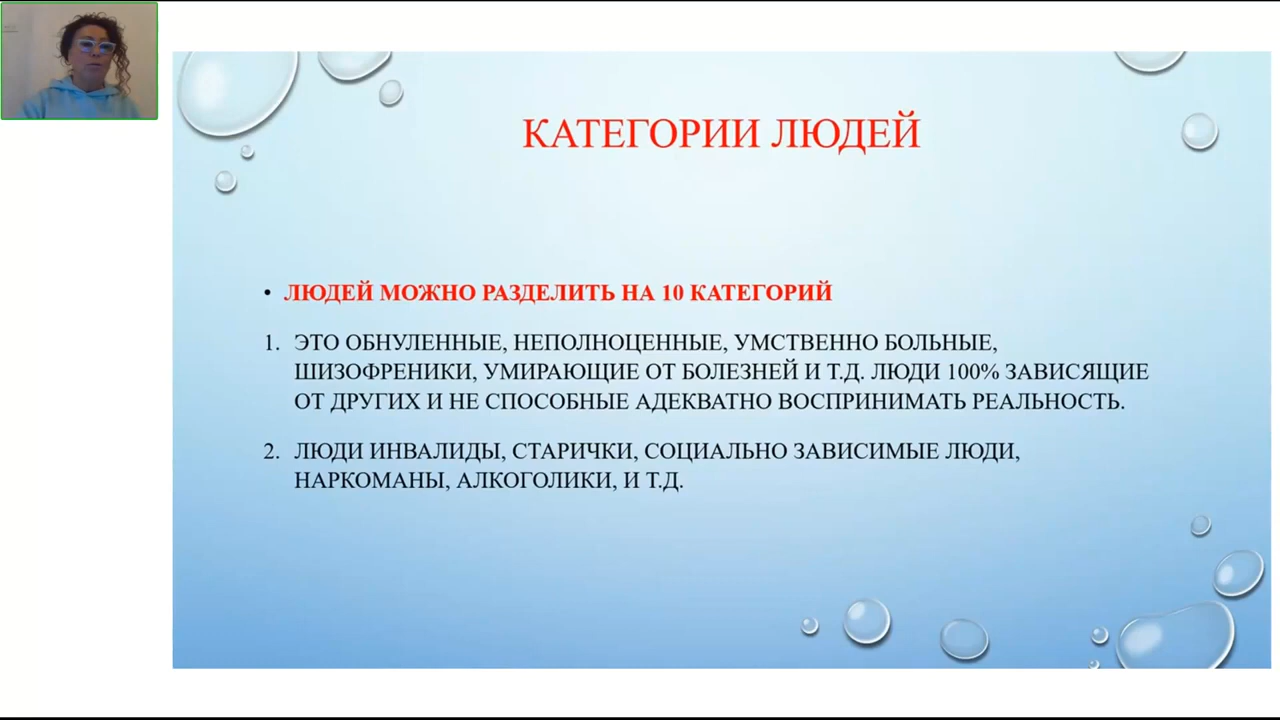 КАТЕГОРИИ ЛЮДЕЙ
• ЛЮДЕЙ МОЖНО РАЗДЕЛИТЬ НА 10 КАТЕГОРИЙ
1. ЭТО ОБНУЛЕННЫЕ, НЕПОЛНОЦЕННЫЕ, УМСТВЕННО БОЛЬНЫЕ,
ШИЗОФРЕНИКИ, УМИРАЮЩИЕ ОТ БОЛЕЗНЕЙ И Т.Д. ЛЮДИ 100% ЗАВИСЯЩИЕ
ОТ ДРУГИХ И НЕ СПОСОБНЫЕ АДЕКВАТНО ВОСПРИНИМАТЬ РЕАЛЬНОСТЬ.
2. ЛЮДИ ИНВАЛИДЫ, СТАРИЧКИ, СОЦИАЛЬНО ЗАВИСИМЫЕ ЛЮДИ,
НАРКОМАНЫ, АЛКОГОЛИКИ, И Т.Д.